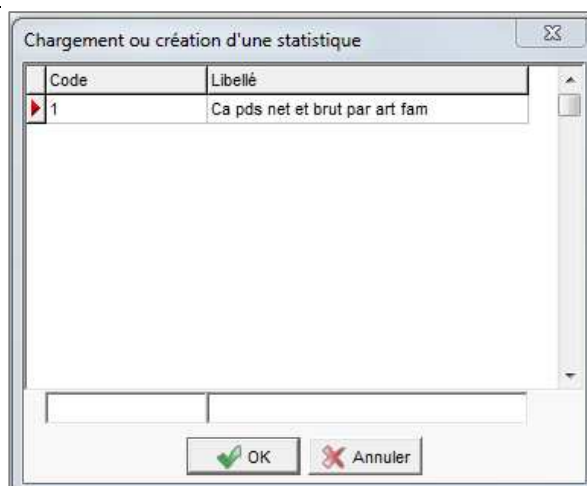 Chargement ou création d'une statistique
Code Libellé
1 Ca pds net et brut par art fam
OK Annuler